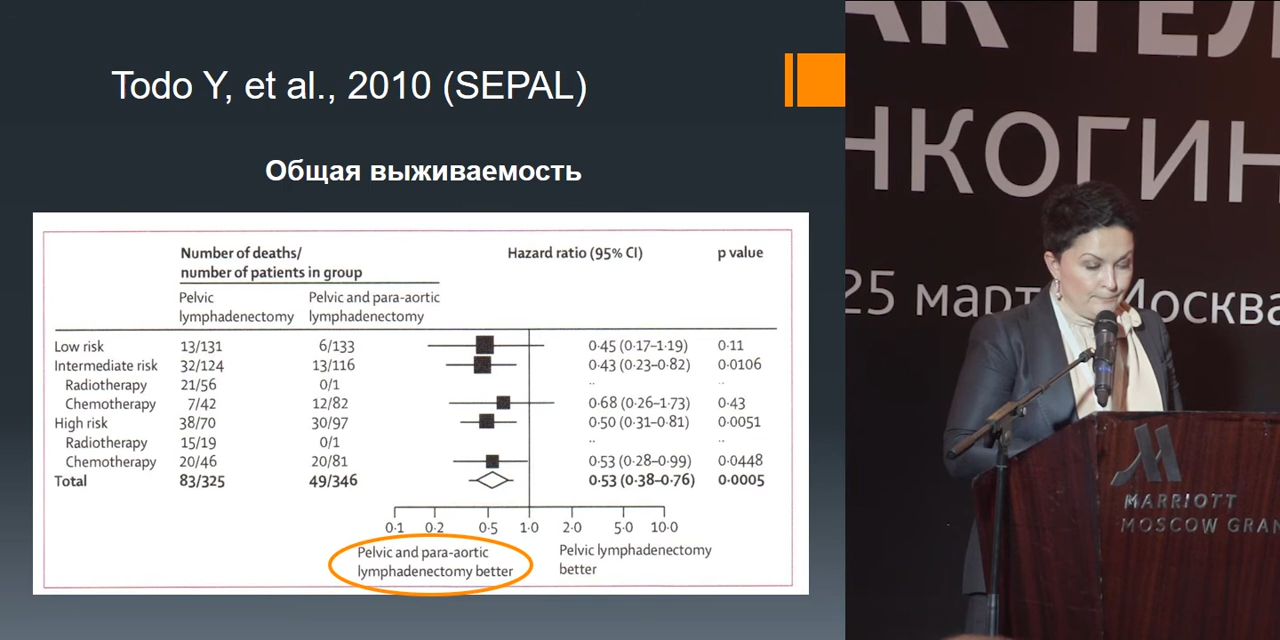 Todo Y, et al., 2010 (SEPAL)
Общая выживаемость
Number of deaths/
number of patients in group
Hazard ratio (95% CI)
p value
Pelvic
lymphadenectomy
Pelvic and para-aortic
lymphadenectomy
Low risk 13/131 6/133 0·45 (0·17–1·19) 0·11
Intermediate risk 32/124 13/116 0·43 (0·23–0·82) 0·0106
Radiotherapy 21/56 0/1 .. ..
Chemotherapy 7/42 12/82 0·68 (0·26–1·73) 0·43
High risk 38/70 30/97 0·50 (0·31–0·81) 0·0051
Radiotherapy 15/19 0/1 .. ..
Chemotherapy 20/46 20/81 0·53 (0·28–0·99) 0·0448
Total 83/325 49/346 0·53 (0·38–0·76) 0·0005
0·1 0·2 0·5 1·0 2·0 5·0 10·0
Pelvic and para-aortic
lymphadenectomy better
Pelvic lymphadenectomy
better
АК ТЕЛ
НКОГИН
25 март Москва
MARRIOTT
MOSCOW GRAN